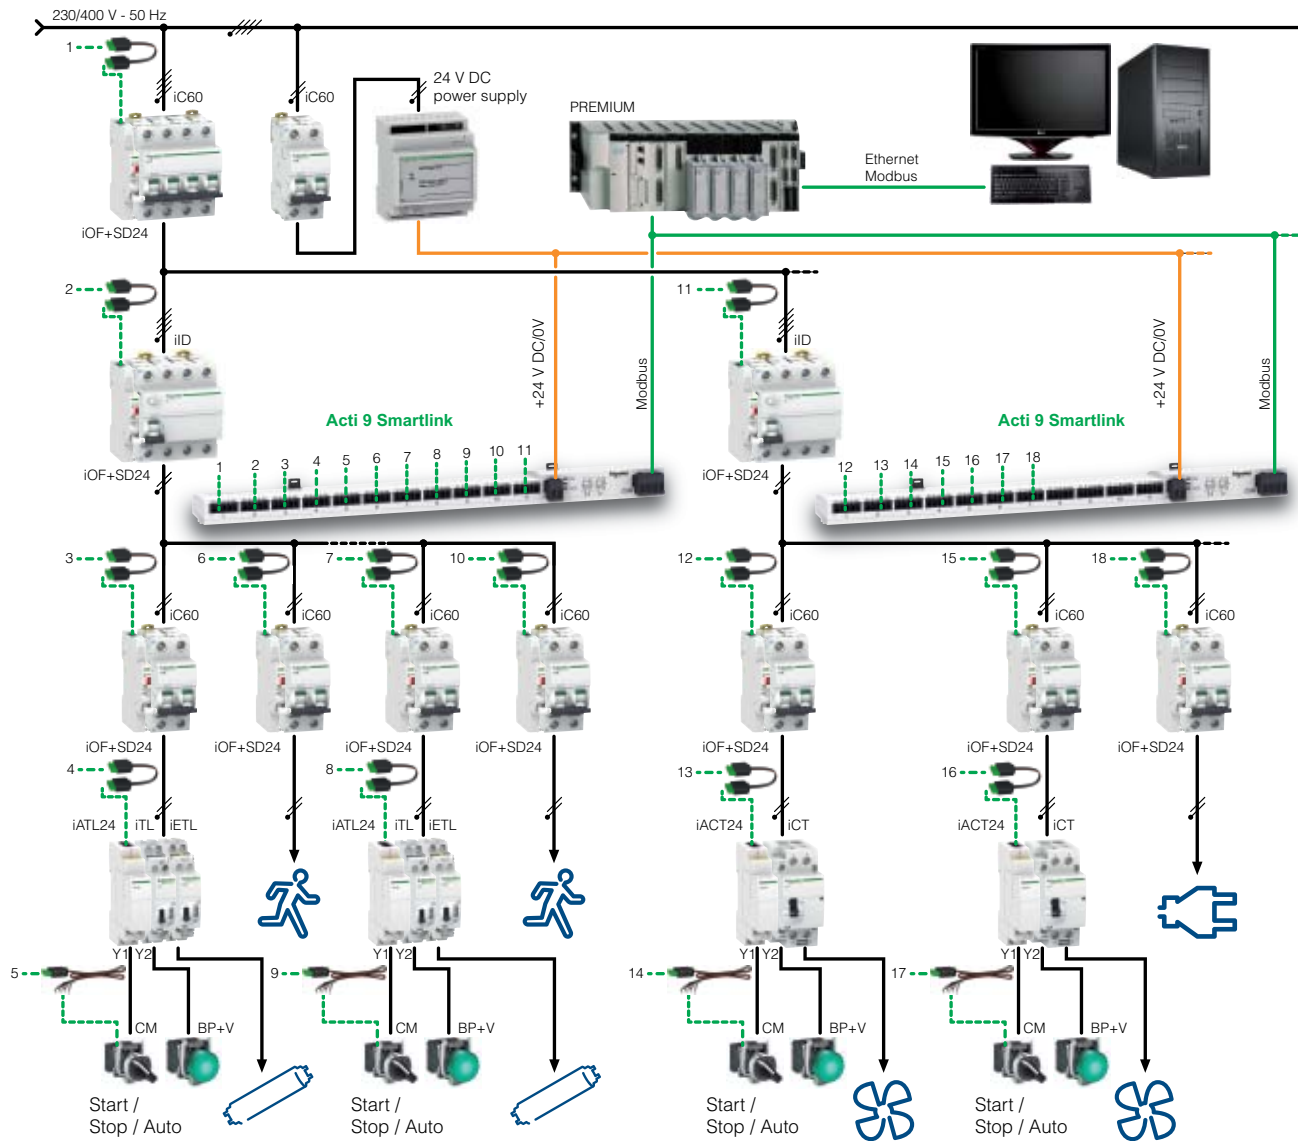 230/400 V - 50 Hz
1
iC60
iC60
24 V DC
power supply
PREMIUM
Ethernet
Modbus
iOF+SD24
2
11
iID
iID
+24 V DC/0V
Modbus
+24 V DC/0V
Modbus
Acti 9 Smartlink
Acti 9 Smartlink
iOF+SD24
1 2 3 4 5 6 7 8 9 10 11
iOF+SD24
12 13 14 15 16 17 18
3
6
7
10
12
15
18
iC60
iC60
iC60
iC60
iC60
iC60
iC60
iOF+SD24
iOF+SD24
iOF+SD24
iOF+SD24
iOF+SD24
iOF+SD24
iOF+SD24
4
8
13
16
iATL24 iTL iETL
iATL24 iTL iETL
iACT24 iCT
iACT24 iCT
Y1 Y2
Y1 Y2
Y1 Y2
Y1 Y2
5
9
14
17
CM BP+V
CM BP+V
CM BP+V
CM BP+V
Start /
Stop / Auto
Start /
Stop / Auto
Start /
Stop / Auto
Start /
Stop / Auto